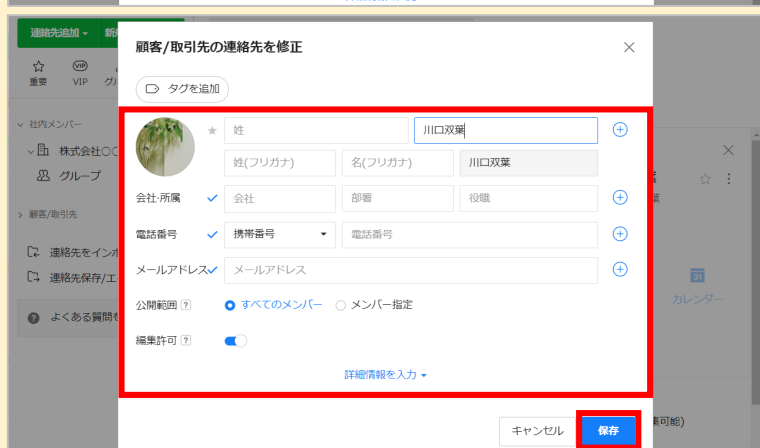 連絡先追加
顧客/取引先の連絡先を修正
重要 VIP
タグを追加
社内メンバー
姓 川口双葉
株式会社〇〇
姓(フリガナ) 名(フリガナ) 川口双葉
グループ
会社·所属 会社 部署 役職
顧客/取引先
電話番号 携帯番号 電話番号
連絡先をイン
メールアドレス メールアドレス
連絡先保存/エ
31
カレンダー
公開範囲 ? すべてのメンバー メンバー指定
よくある質問
編集許可 ?
詳細情報を入力
キャンセル 保存
可能)